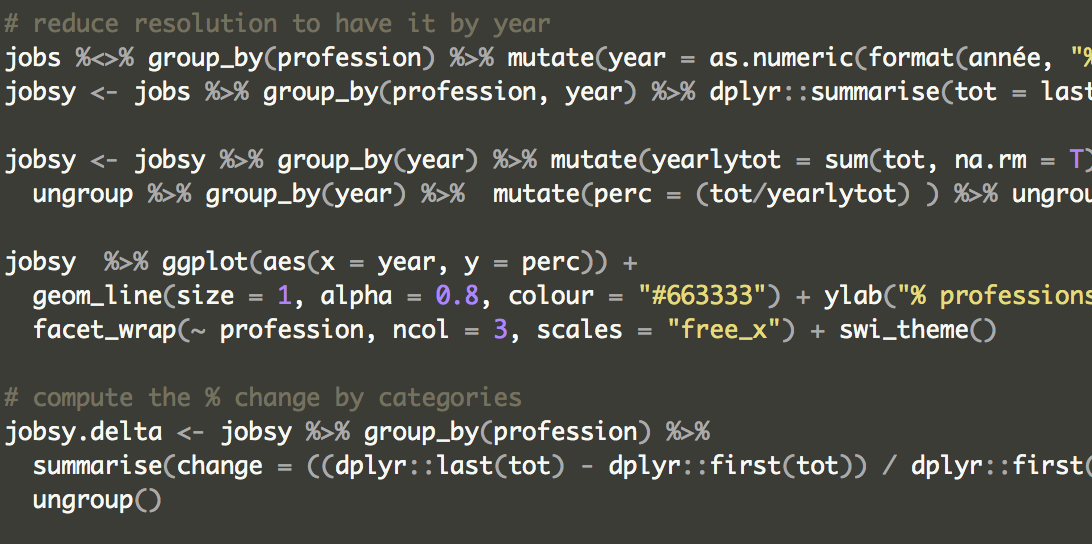 # reduce resolution to have it by year
jobs %<>% group_by(profession) %>% mutate(year = as.numeric(format(année, "%
jobsy <- jobs %>% group_by(profession, year) %>% dplyr::summarise(tot = last
jobsy <- jobsy %>% group_by(year) %>% mutate(yearlytot = sum(tot, na.rm = T)
  ungroup %>% group_by(year) %>%  mutate(perc = (tot/yearlytot) ) %>% ungrou
jobsy  %>% ggplot(aes(x = year, y = perc)) +
  geom_line(size = 1, alpha = 0.8, colour = "#663333") + ylab("% professions
  facet_wrap(~ profession, ncol = 3, scales = "free_x") + swi_theme()
# compute the % change by categories
jobsy.delta <- jobsy %>% group_by(profession) %>%
  summarise(change = ((dplyr::last(tot) - dplyr::first(tot)) / dplyr::first(
  ungroup()